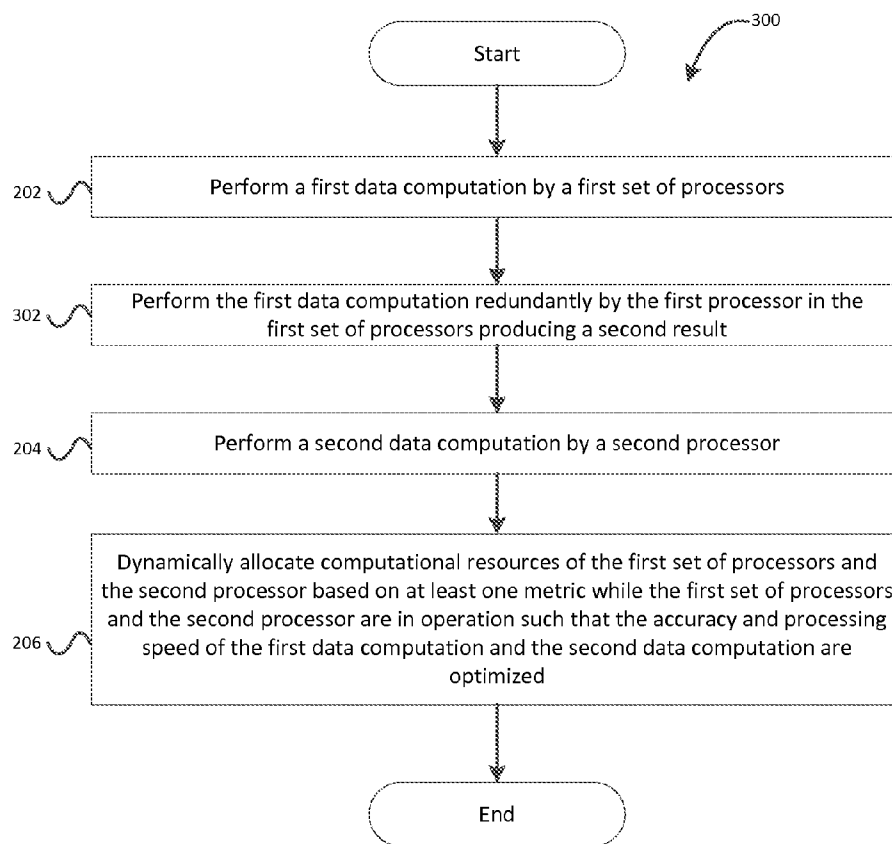 300
Start
202
Perform a first data computation by a first set of processors
302
Perform the first data computation redundantly by the first processor in the
first set of processors producing a second result
204
Perform a second data computation by a second processor
206
Dynamically allocate computational resources of the first set of processors and
the second processor based on at least one metric while the first set of processors
and the second processor are in operation such that the accuracy and processing
speed of the first data computation and the second data computation are
optimized
End